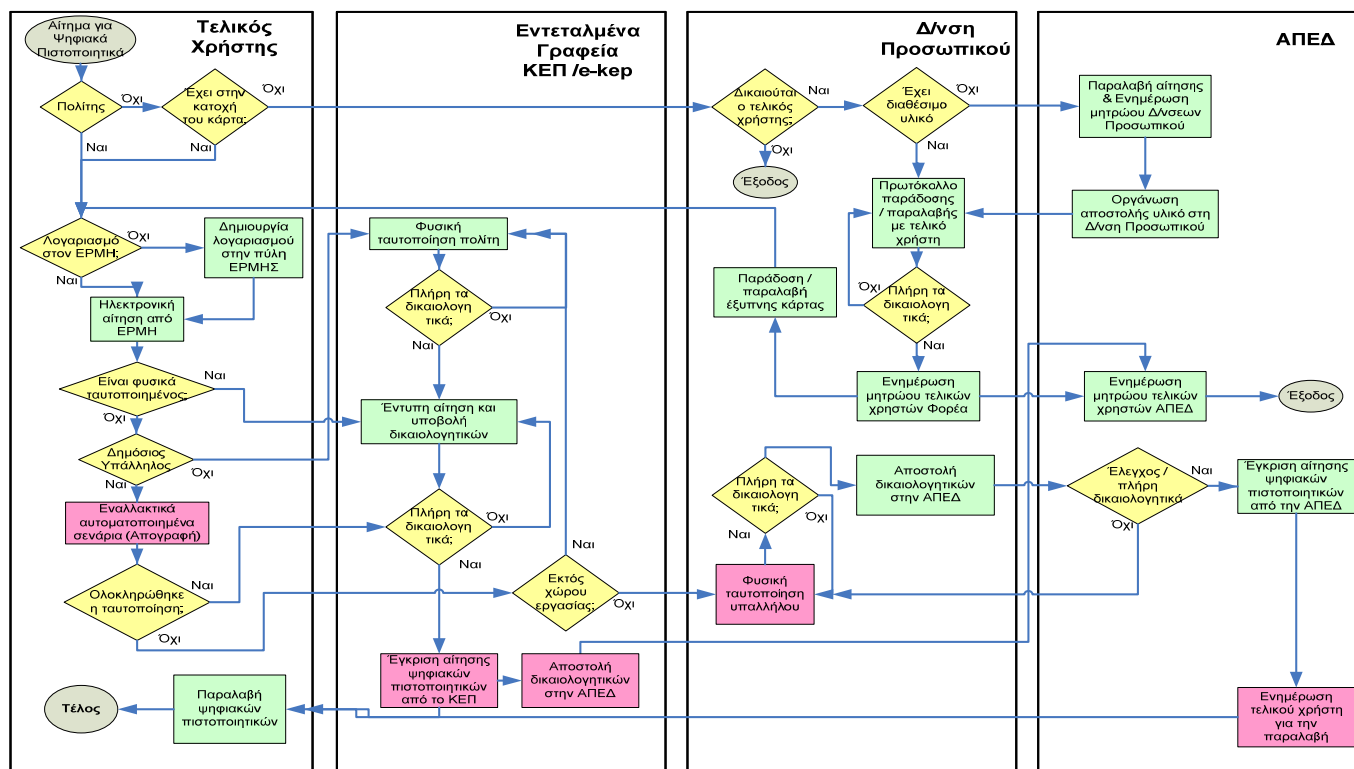 Αίτημα για
Ψηφιακά
Πιστοποιητικά
Τελικός
Χρήστης
Πολίτης
Όχι
Έχει στην
κατοχή
του κάρτα;
Όχι
Ναι
Ναι
Λογαριασμό
στον ΕΡΜΗ;
Όχι
Δημιουργία
λογαριασμού
στην πύλη
ΕΡΜΗΣ
Ναι
Ηλεκτρονική
αίτηση από
ΕΡΜΗ
Είναι φυσικά
ταυτοποιημένος;
Ναι
Όχι
Δημόσιος
Υπάλληλος
Όχι
Ναι
Εναλλακτικά
αυτοματοποιημένα
σενάρια (Απογραφή)
Ολοκληρώθηκε
η ταυτοποίηση;
Ναι
Όχι
Τέλος
Παραλαβή
ψηφιακών
πιστοποιητικών
Εντεταλμένα
Γραφεία
ΚΕΠ /e-kep
Φυσική
ταυτοποίηση πολίτη
Πλήρη τα
δικαιολογη
τικά;
Όχι
Ναι
Έντυπη αίτηση και
υποβολή
δικαιολογητικών
Πλήρη τα
δικαιολογη
τικά;
Όχι
Ναι
Ναι
Εκτός
χώρου
εργασίας;
Όχι
Έγκριση αίτησης
ψηφιακών
πιστοποιητικών
από το ΚΕΠ
Αποστολή
δικαιολογητικών
στην ΑΠΕΔ
Δ/νση
Προσωπικού
Δικαιούται
ο τελικός
χρήστης;
Ναι
Όχι
Έξοδος
Έχει
διαθέσιμο
υλικό
Όχι
Ναι
Πρωτόκολλο
παράδοσης
/ παραλαβής
με τελικό
χρήστη
Παράδοση /
παραλαβή
έξυπνης κάρτας
Όχι
Πλήρη τα
δικαιολογη
τικά;
Ναι
Ενημέρωση
μητρώου τελικών
χρηστών Φορέα
Πλήρη τα
δικαιολογη
τικά;
Όχι
Ναι
Αποστολή
δικαιολογητικών
στην ΑΠΕΔ
Φυσική
ταυτοποίηση
υπαλλήλου
ΑΠΕΔ
Παραλαβή αίτησης
& Ενημέρωση
μητρώου Δ/νσεων
Προσωπικού
Οργάνωση
αποστολής υλικό στη
Δ/νση Προσωπικού
Ενημέρωση
μητρώου τελικών
χρηστών ΑΠΕΔ
Έξοδος
Έλεγχος /
πλήρη
δικαιολογητικά
Ναι
Όχι
Έγκριση αίτησης
ψηφιακών
πιστοποιητικών
από την ΑΠΕΔ
Ενημέρωση
τελικού χρήστη
για την
παραλαβή